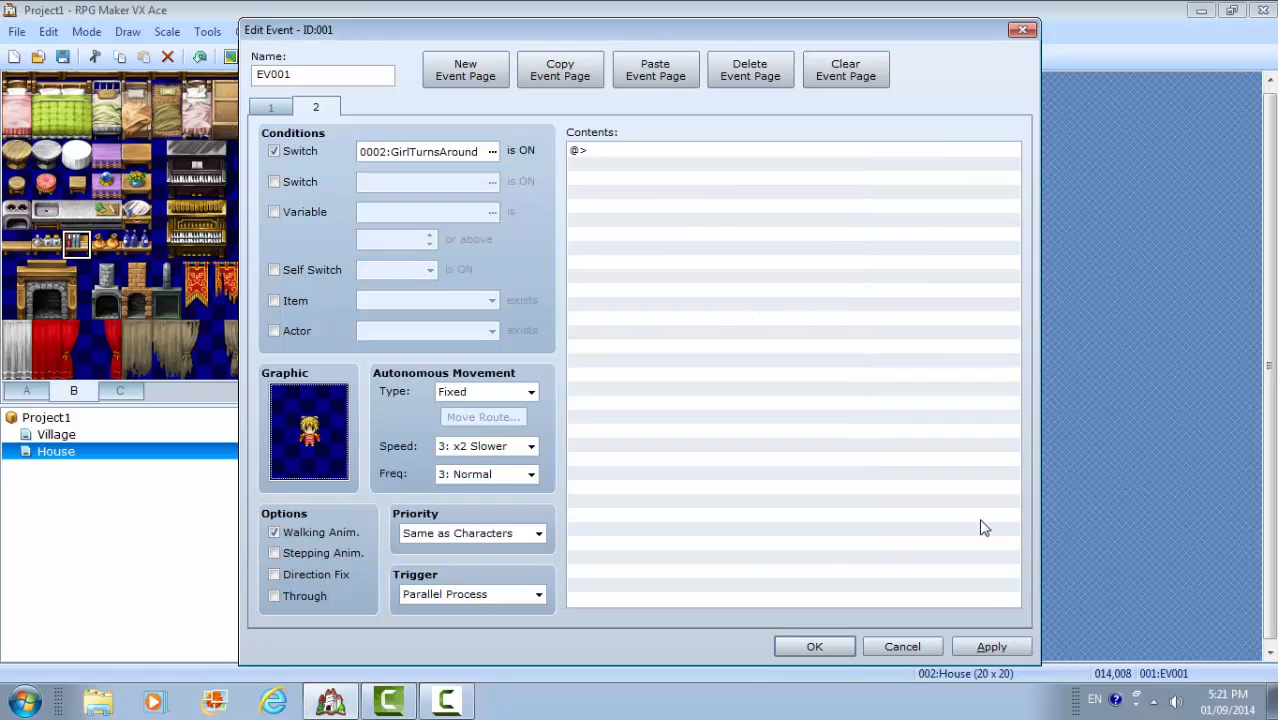 Project1 - RPG Maker VX Ace
File Edit Mode Draw Scale Tools
Edit Event - ID:001
Name:
EV001
New Event Page
Copy Event Page
Paste Event Page
Delete Event Page
Clear Event Page
1 2
Conditions
Switch 0002:GirlTurnsAround ... is ON
Switch ... is ON
Variable ... is
or above
Self Switch is ON
Item exists
Actor exists
Graphic
Autonomous Movement
Type: Fixed
Move Route...
Speed: 3: x2 Slower
Freq: 3: Normal
Options
Walking Anim.
Stepping Anim.
Direction Fix
Through
Priority
Same as Characters
Trigger
Parallel Process
Contents:
@>
OK Cancel Apply
A B C
Project1
Village
House
002:House (20 x 20) 014,008 001:EV001
EN 5:21 PM
01/09/2014